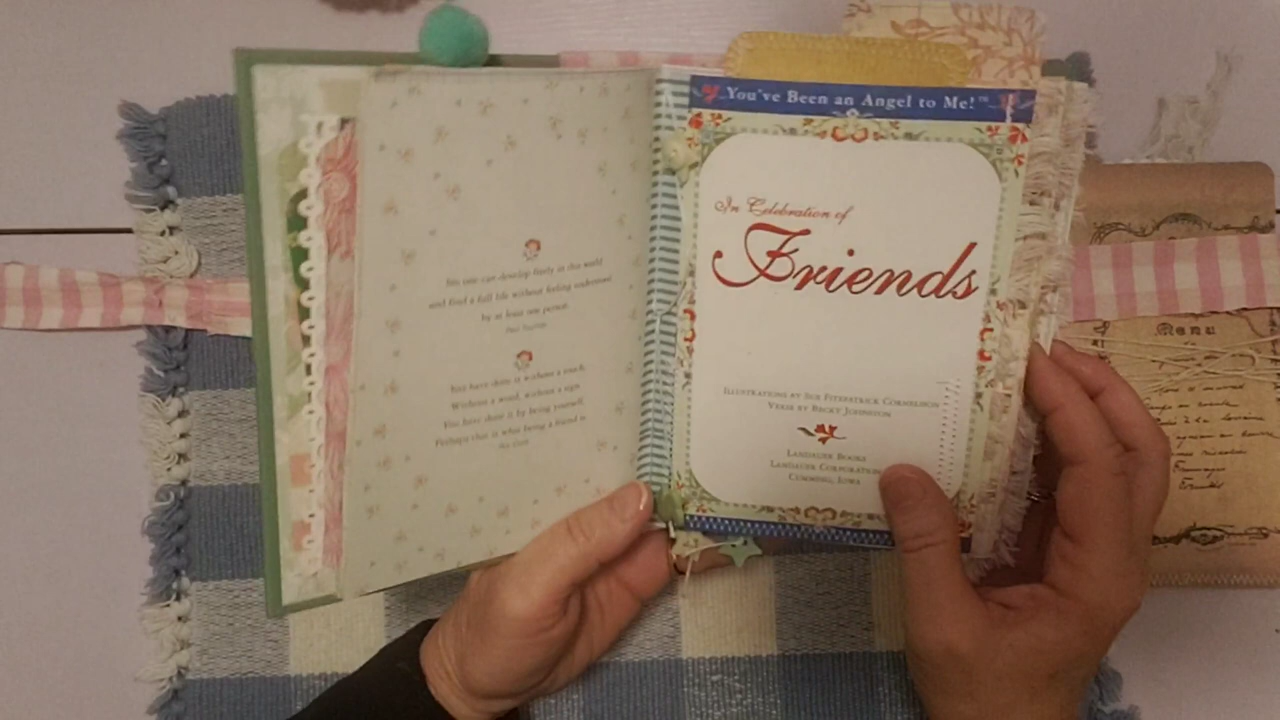 No one can develop freely in this world
and find a full life without feeling understood
by at least one person.
Paul Tournier
You have done it without a touch,
Without a word, without a sign.
You have done it by being yourself,
Perhaps that is what being a friend is
You've Been an Angel to Me!™
In Celebration of
Friends
Illustrations by Sue Fitzpatrick Cornelison
Verse by Becky Johnston
Landauer Books
Landauer Corporation
Cumming, Iowa
Menu